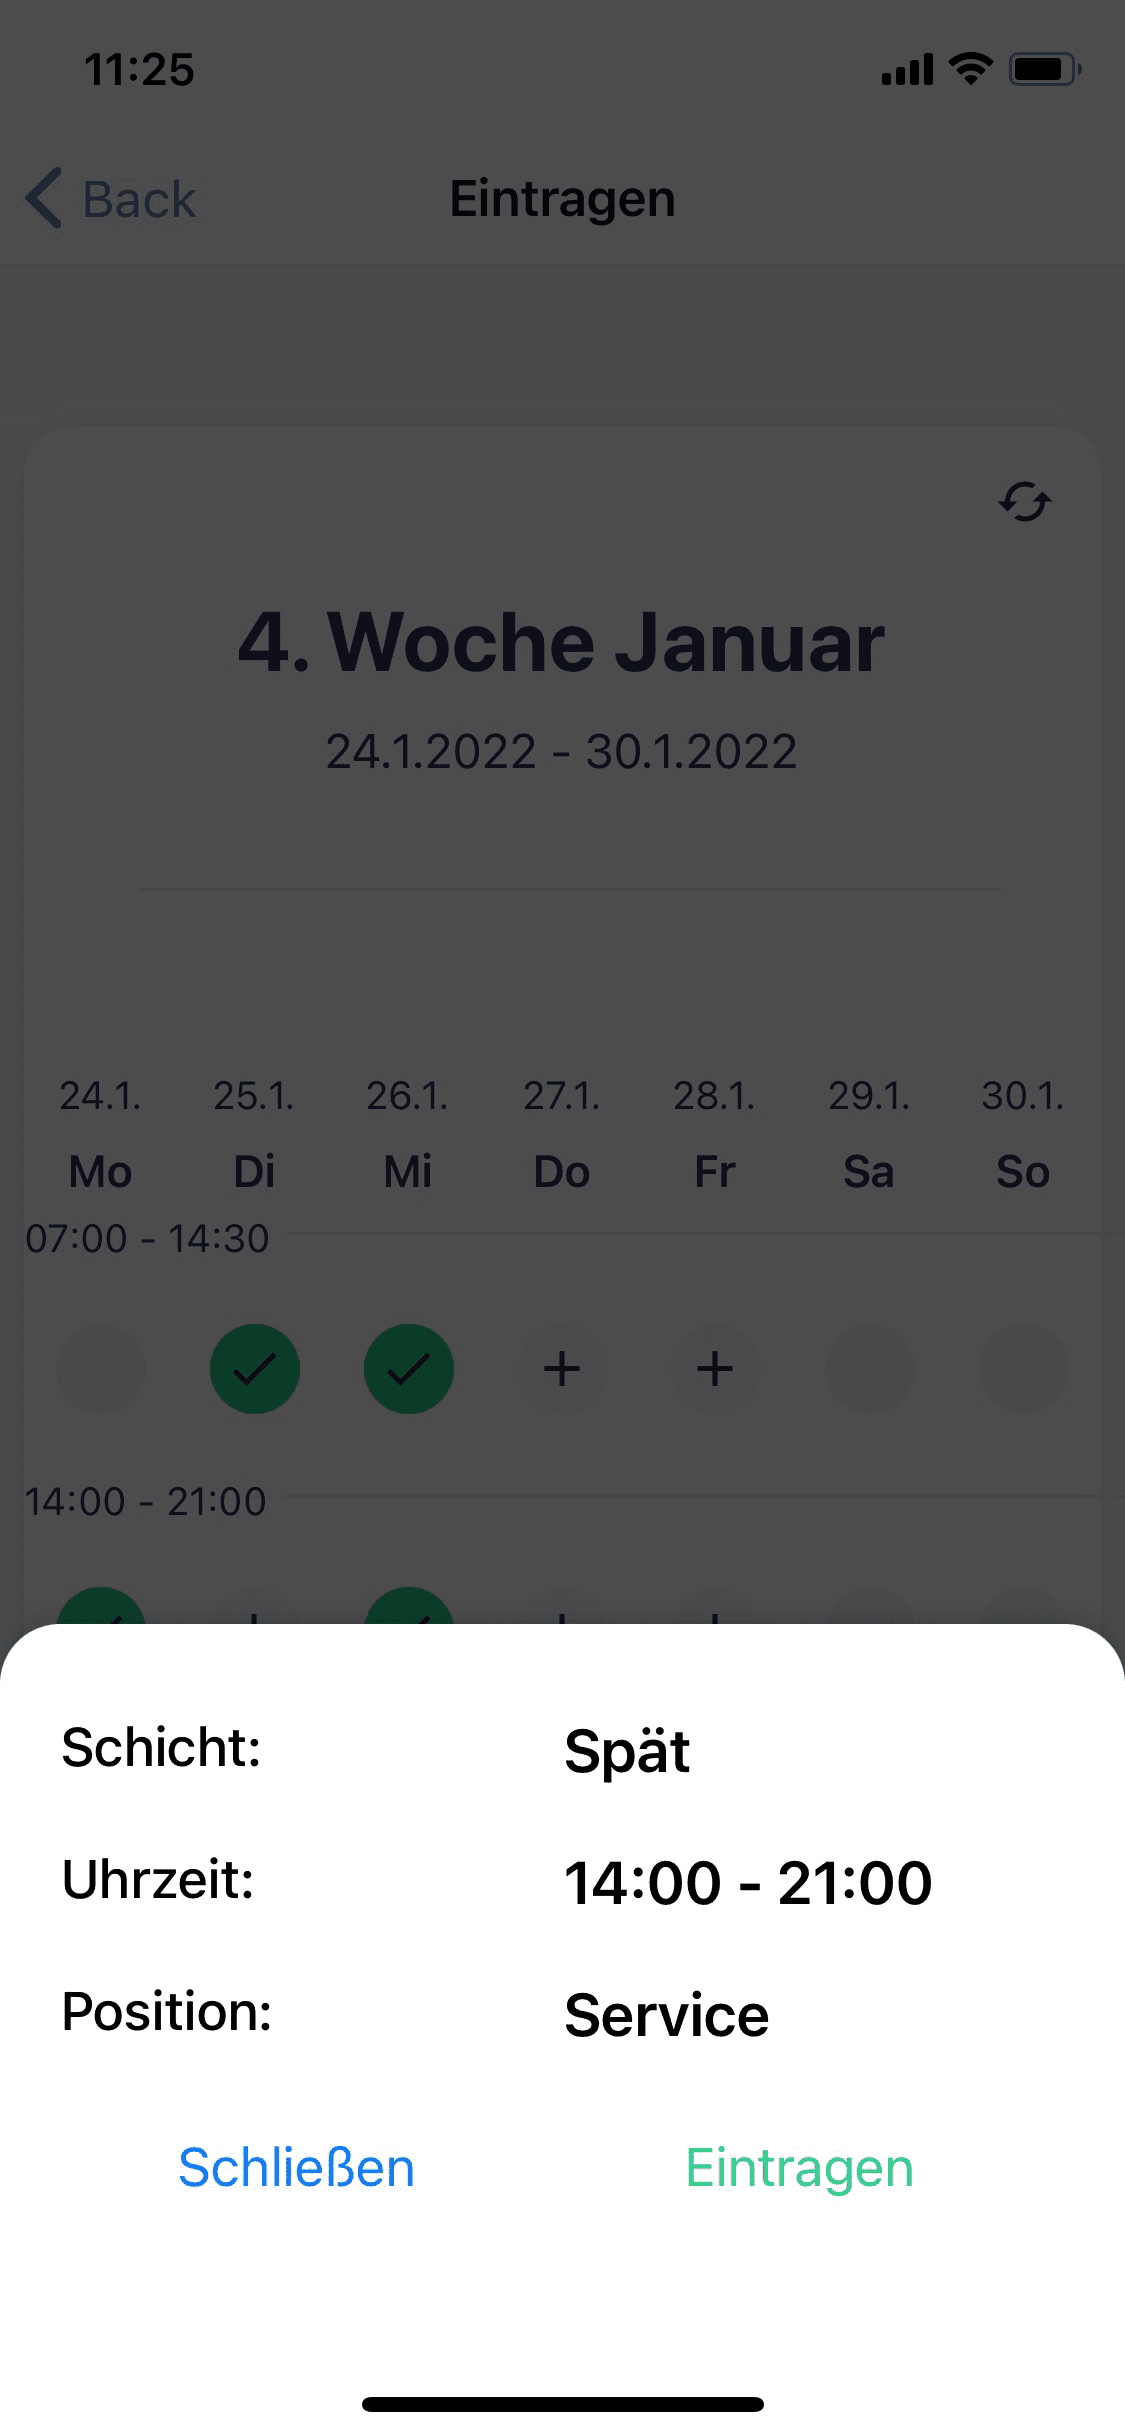 11:25
Back
Eintragen
4. Woche Januar
24.1.2022 - 30.1.2022
24.1. 25.1. 26.1. 27.1. 28.1. 29.1. 30.1.
Mo Di Mi Do Fr Sa So
07:00 - 14:30
14:00 - 21:00
Schicht: Spät
Uhrzeit: 14:00 - 21:00
Position: Service
Schließen Eintragen